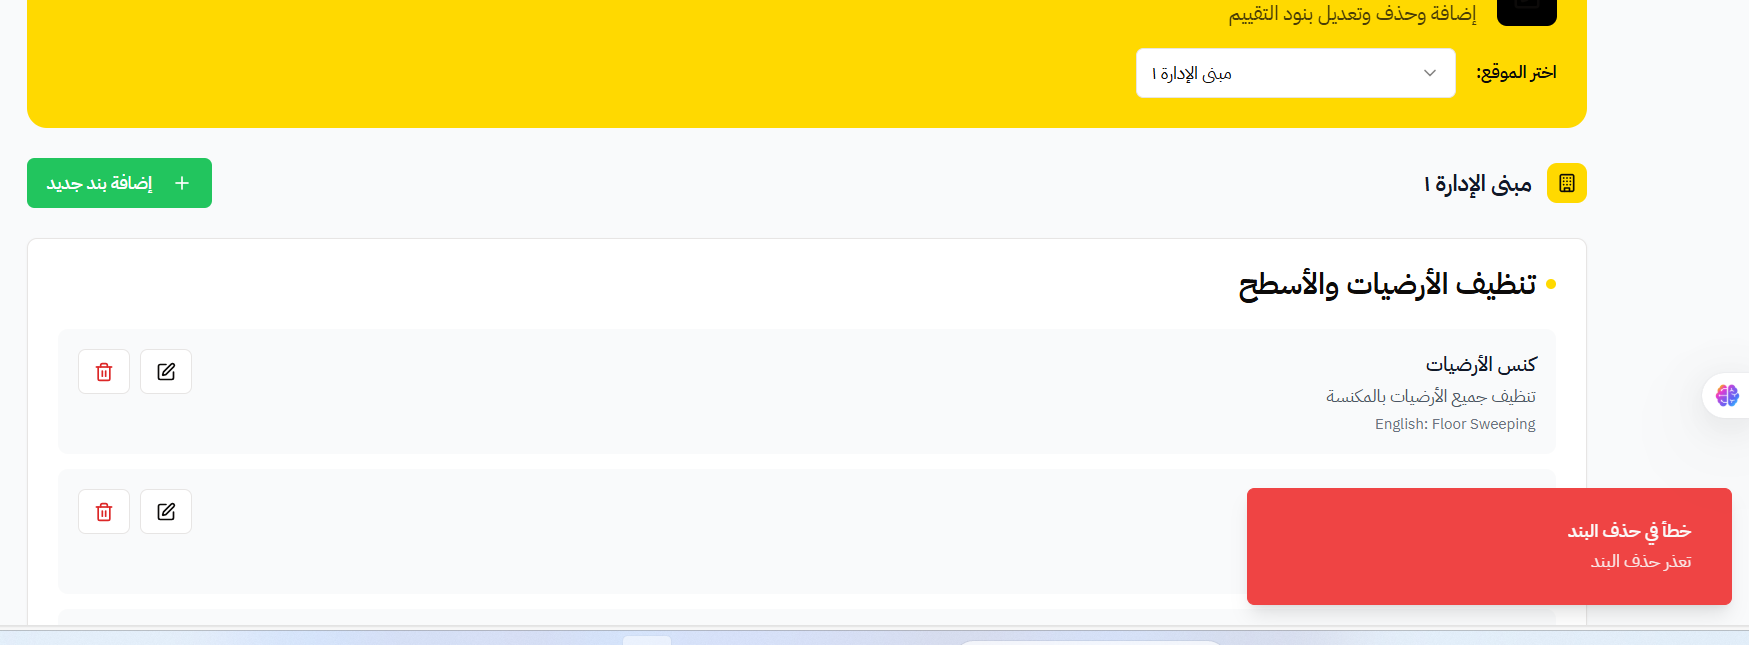 إضافة وحذف وتعديل بنود التقييم
اختر الموقع:
مبنى الإدارة ١
مبنى الإدارة ١
إضافة بند جديد
تنظيف الأرضيات والأسطح
كنس الأرضيات
تنظيف جميع الأرضيات بالمكنسة
English: Floor Sweeping
خطأ في حذف البند
تعذر حذف البند